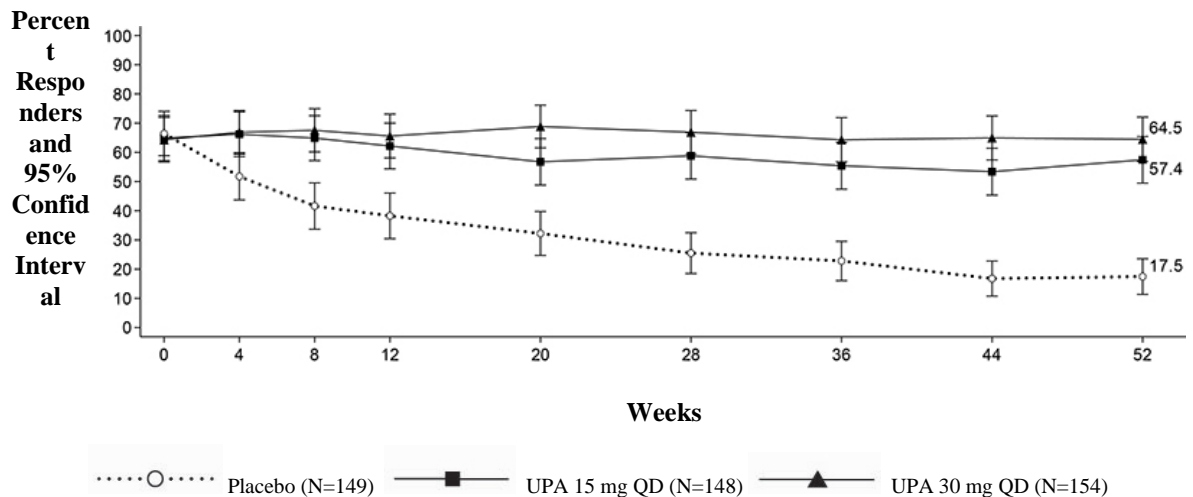 Percen
t
Respo
nders
and
95%
Confid
ence
Interv
al
100
90
80
70
60
50
40
30
20
10
0
64.5
57.4
17.5
0 4 8 12 20 28 36 44 52
Weeks
Placebo (N=149) UPA 15 mg QD (N=148) UPA 30 mg QD (N=154)